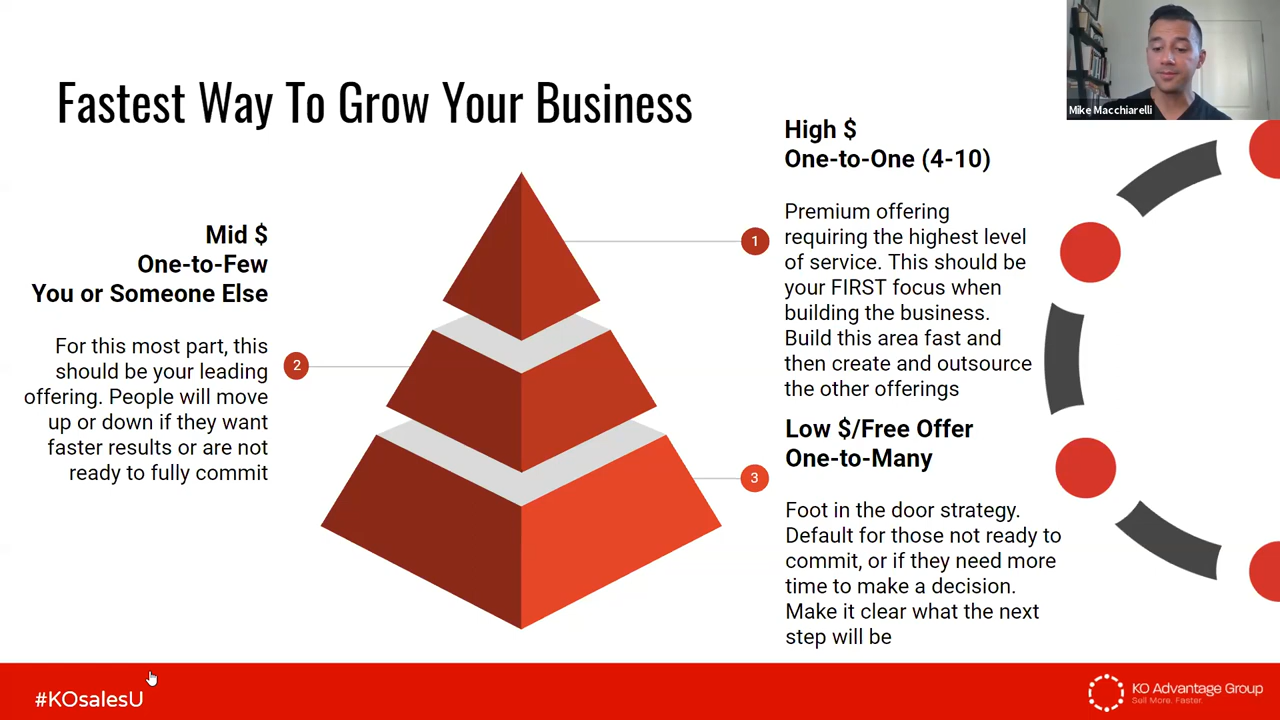 Fastest Way To Grow Your Business
Mike Macchiarelli
Mid $
One-to-Few
You or Someone Else
For this most part, this
should be your leading
offering. People will move
up or down if they want
faster results or are not
ready to fully commit
2
1
3
High $
One-to-One (4-10)
Premium offering
requiring the highest level
of service. This should be
your FIRST focus when
building the business.
Build this area fast and
then create and outsource
the other offerings
Low $/Free Offer
One-to-Many
Foot in the door strategy.
Default for those not ready to
commit, or if they need more
time to make a decision.
Make it clear what the next
step will be
#KOsalesU
KO Advantage Group
Sell More. Faster.